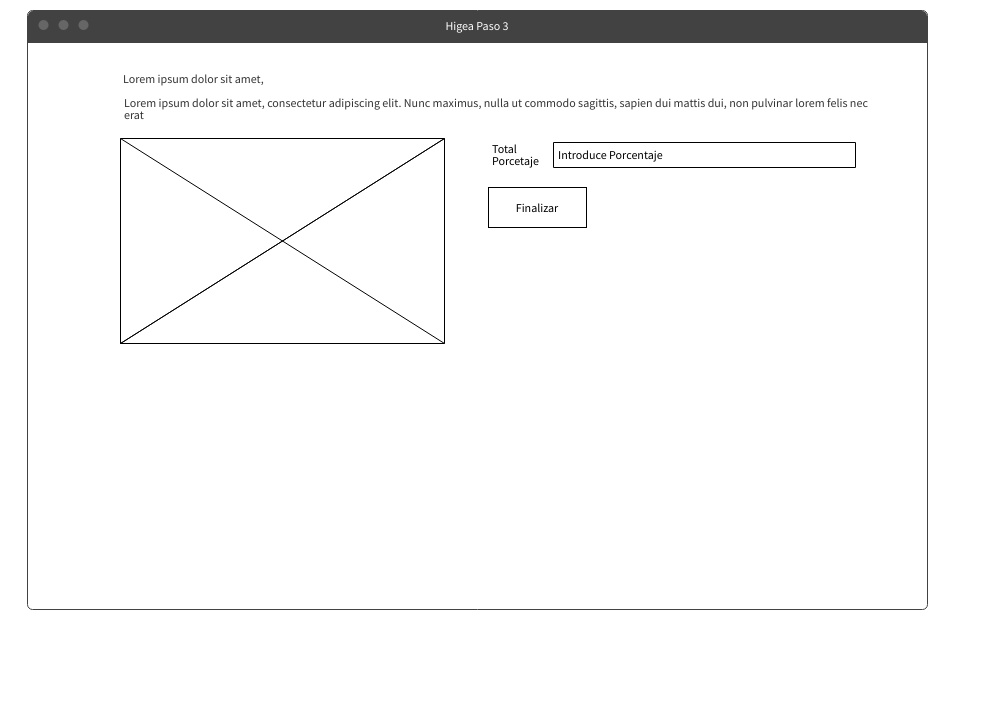 Higea Paso 3
Lorem ipsum dolor sit amet,
Lorem ipsum dolor sit amet, consectetur adipiscing elit. Nunc maximus, nulla ut commodo sagittis, sapien dui mattis dui, non pulvinar lorem felis nec
erat
Total
Porcetaje
Introduce Porcentaje
Finalizar